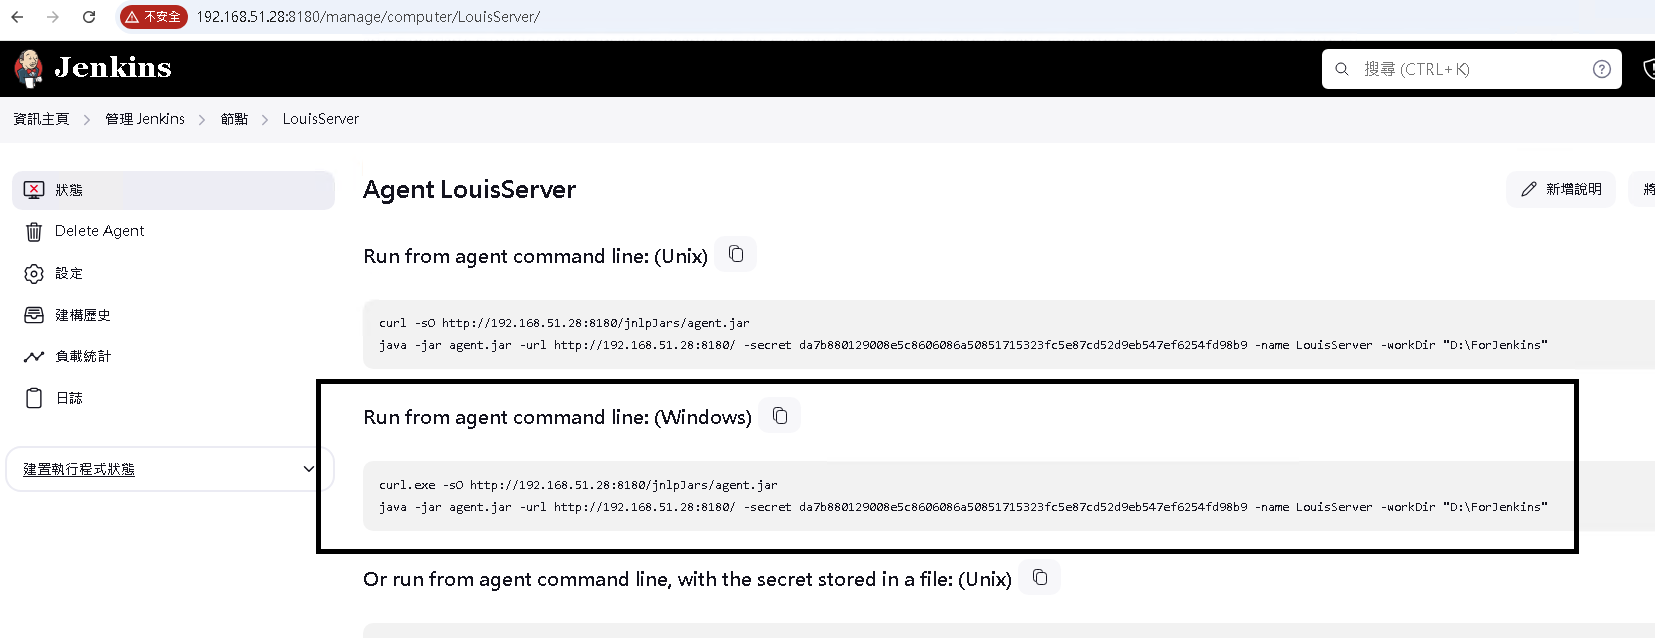 不安全 192.168.51.28:8180/manage/computer/LouisServer/
Jenkins
搜尋 (CTRL+K)
資訊主頁 管理 Jenkins 節點 LouisServer
狀態
Delete Agent
設定
建構歷史
負載統計
日誌
建置執行程式狀態
Agent LouisServer
新增說明
將
Run from agent command line: (Unix)
curl -sO http://192.168.51.28:8180/jnlpJars/agent.jar
java -jar agent.jar -url http://192.168.51.28:8180/ -secret da7b880129008e5c8606086a50851715323fc5e87cd52d9eb547ef6254fd98b9 -name LouisServer -workDir "D:\ForJenkins"
Run from agent command line: (Windows)
curl.exe -sO http://192.168.51.28:8180/jnlpJars/agent.jar
java -jar agent.jar -url http://192.168.51.28:8180/ -secret da7b880129008e5c8606086a50851715323fc5e87cd52d9eb547ef6254fd98b9 -name LouisServer -workDir "D:\ForJenkins"
Or run from agent command line, with the secret stored in a file: (Unix)